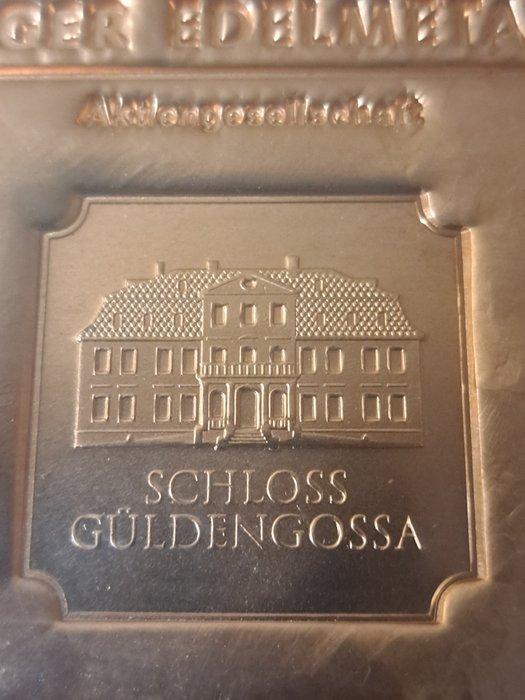 GER EDELMETA
Aktiengesellschaft
SCHLOSS
GÜLDENGOSSA